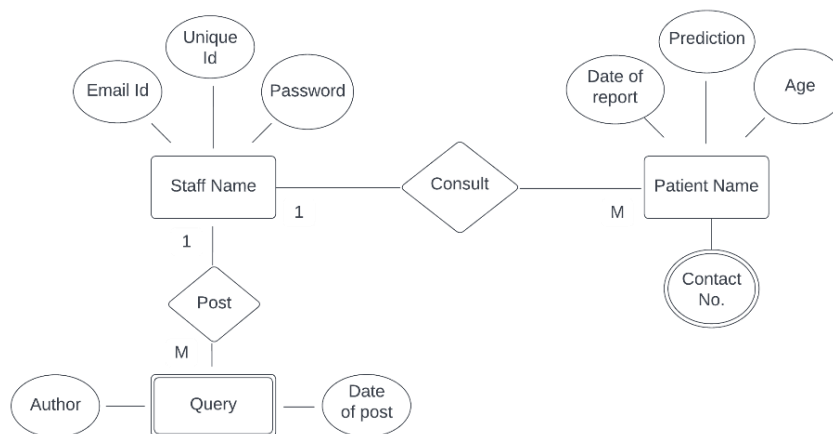 Unique
Id
Prediction
Email Id
Password
Date of
report
Age
Staff Name
Consult
Patient Name
1
M
1
Post
Contact
No.
M
Author
Query
Date
of post